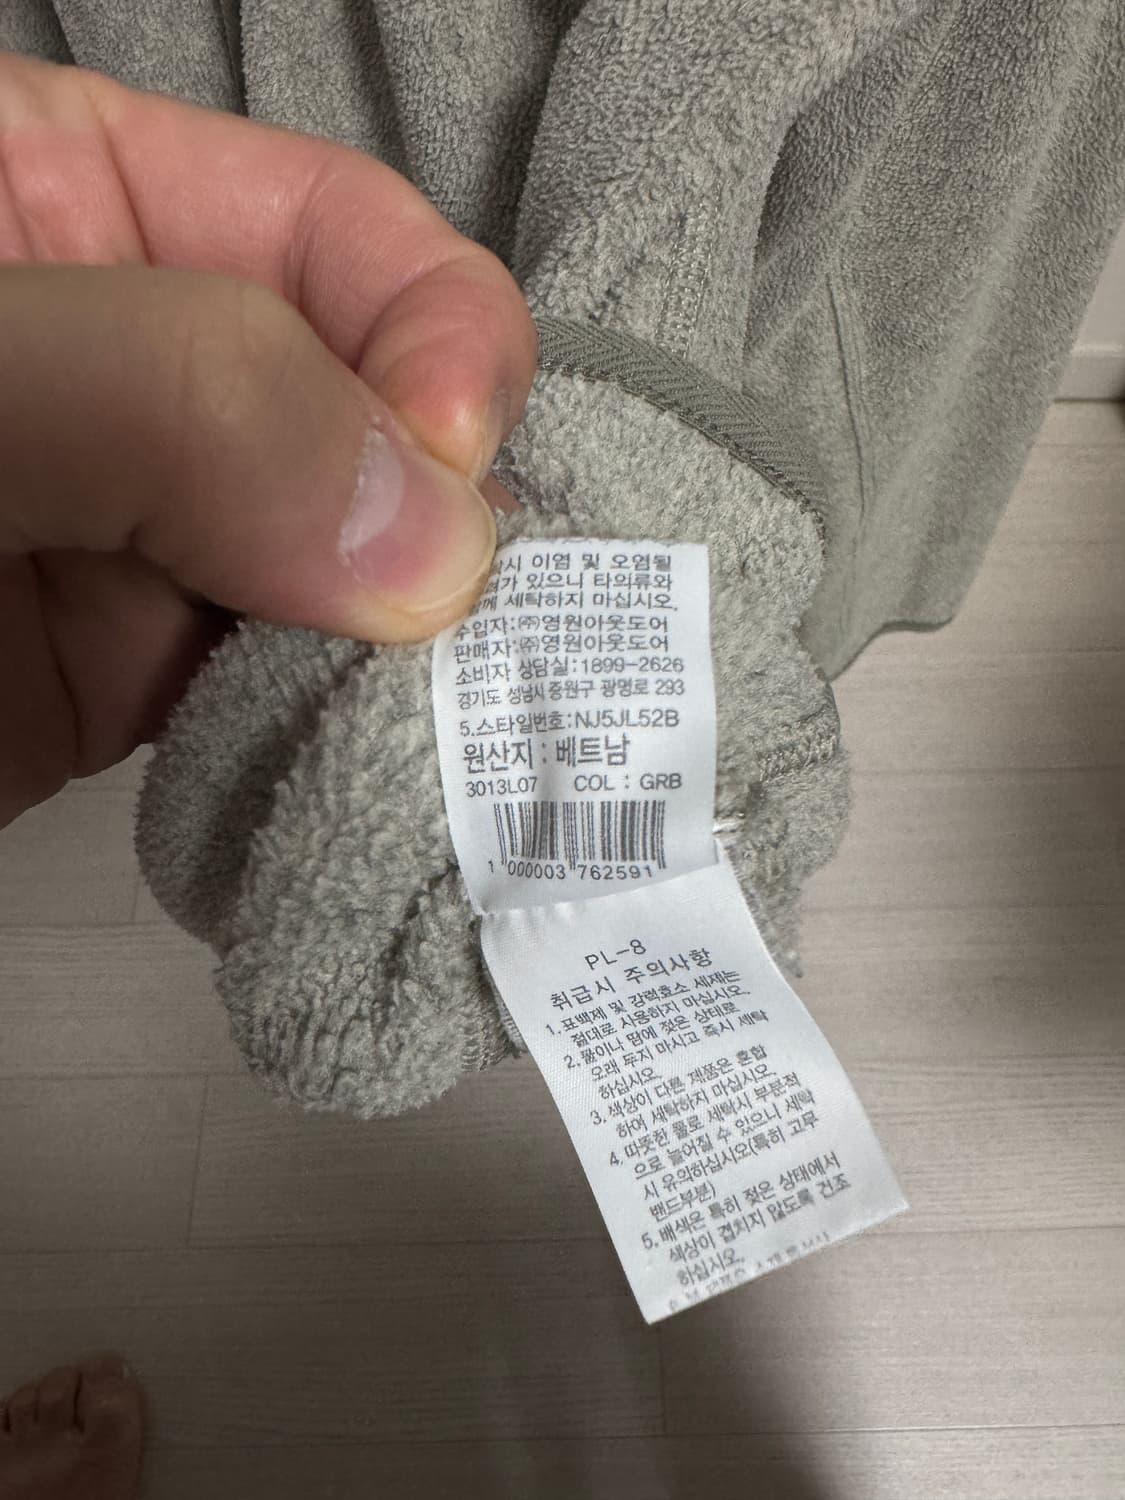 시 이염 및 오염될
가 있으니 타의류와
께 세탁하지 마십시오.
수입자:㈜영원아웃도어
판매자:㈜영원아웃도어
소비자 상담실:1899-2626
경기도 성남시 중원구 광명로 293
5.스타일번호:NJ5JL52B
원산지 : 베트남
3013L07 COL : GRB
1 000003 762591
PL-8
취급시 주의사항
1. 표백제 및 강력효소 세제는
절대로 사용하지 마십시오.
2. 물이나 땀에 젖은 상태로
오래 두지 마시고 즉시 세탁
하십시오.
3. 색상이 다른 제품은 혼합
하여 세탁하지 마십시오.
4. 따뜻한 물로 세탁시 부분적
으로 늘어질 수 있으니 세탁
시 유의하십시오(특히 고무
밴드부분)
5. 배색은 특히 젖은 상태에서
색상이 겹치지 않도록 건조
하십시오.